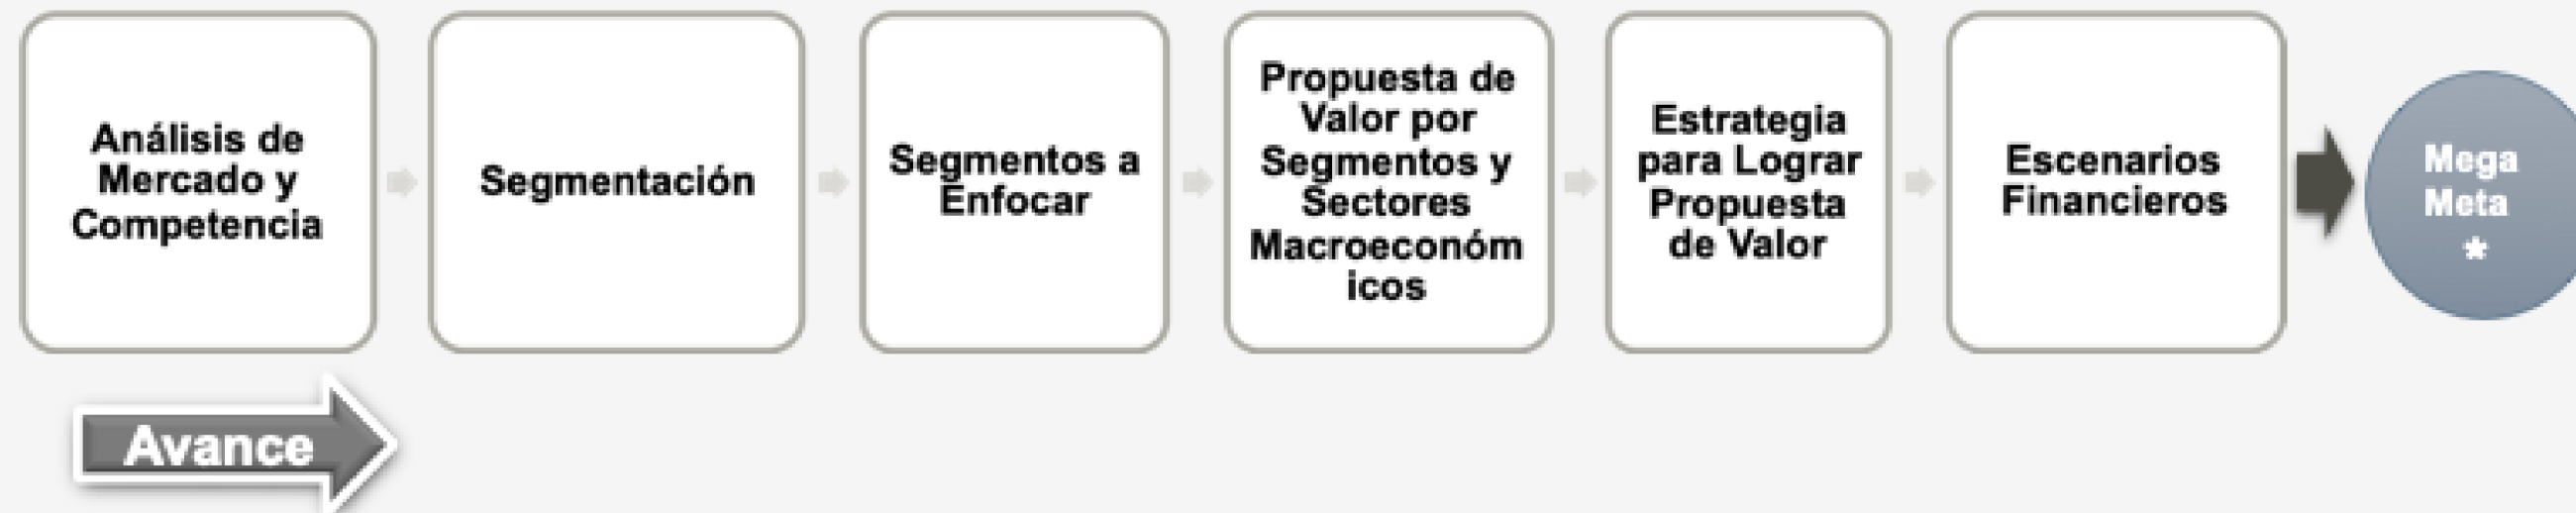 Análisis de
Mercado y
Competencia
Segmentación
Segmentos a
Enfocar
Propuesta de
Valor por
Segmentos y
Sectores
Macroeconóm
icos
Estrategia
para Lograr
Propuesta
de Valor
Escenarios
Financieros
Mega
Meta
*
Avance